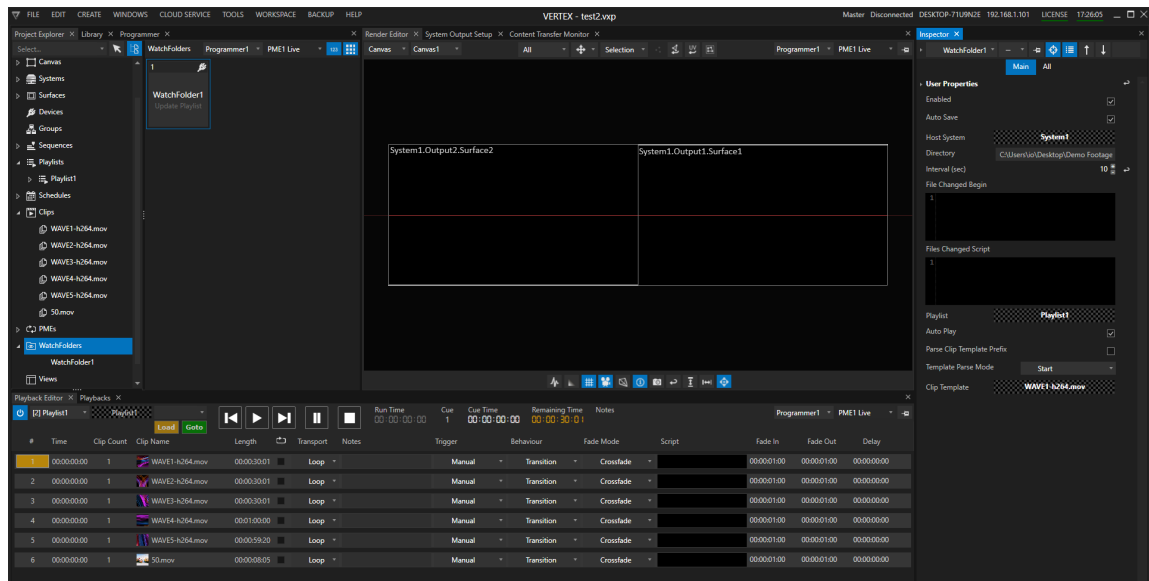 FILE EDIT CREATE WINDOWS CLOUD SERVICE TOOLS WORKSPACE BACKUP HELP VERTEX - test2.vxp Master Disconnected DESKTOP-71U9N2E 192.168.1.101 LICENSE 17:26:05
Project Explorer Library Programmer Render Editor System Output Setup Content Transfer Monitor Inspector
Select... WatchFolders Programmer1 PME1 Live 123 Canvas Canvas1 All Selection Programmer1 PME1 Live WatchFolder1
Main All
Canvas
Systems
Surfaces
Devices
Groups
Sequences
Playlists
Playlist1
Schedules
Clips
WAVE1-h264.mov
WAVE2-h264.mov
WAVE3-h264.mov
WAVE4-h264.mov
WAVE5-h264.mov
50.mov
PMEs
WatchFolders
WatchFolder1
Views
1
WatchFolder1
Update Playlist
System1.Output2.Surface2 System1.Output1.Surface1
User Properties
Enabled
Auto Save
Host System System1
Directory C:\Users\io\Desktop\Demo Footage
Interval (sec) 10
File Changed Begin
1
Files Changed Script
1
Playlist Playlist1
Auto Play
Parse Clip Template Prefix
Template Parse Mode Start
Clip Template WAVE1-h264.mov
Playback Editor Playbacks
[2] Playlist1 Playlist1 Load Goto
Run Time Cue Cue Time Remaining Time Notes Programmer1 PME1 Live
00:00:00:00 1 00:00:00:00 00:00:30:01
# Time Clip Count Clip Name Length Transport Notes Trigger Behaviour Fade Mode Script Fade In Fade Out Delay
1 00:00:00:00 1 WAVE1-h264.mov 00:00:30:01 Loop Manual Transition Crossfade 00:00:01:00 00:00:01:00 00:00:00:00
2 00:00:00:00 1 WAVE2-h264.mov 00:00:30:01 Loop Manual Transition Crossfade 00:00:01:00 00:00:01:00 00:00:00:00
3 00:00:00:00 1 WAVE3-h264.mov 00:00:30:01 Loop Manual Transition Crossfade 00:00:01:00 00:00:01:00 00:00:00:00
4 00:00:00:00 1 WAVE4-h264.mov 00:01:00:00 Loop Manual Transition Crossfade 00:00:01:00 00:00:01:00 00:00:00:00
5 00:00:00:00 1 WAVE5-h264.mov 00:00:59:20 Loop Manual Transition Crossfade 00:00:01:00 00:00:01:00 00:00:00:00
6 00:00:00:00 1 50.mov 00:00:08:05 Loop Manual Transition Crossfade 00:00:01:00 00:00:01:00 00:00:00:00